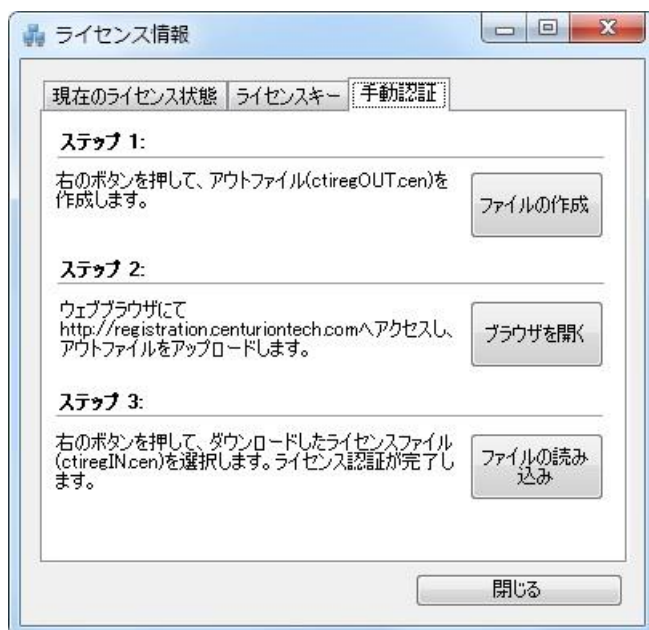 ライセンス情報
現在のライセンス状態 ライセンスキー 手動認証
ステップ 1:
右のボタンを押して、アウトファイル(ctiregOUT.cen)を
作成します。
ファイルの作成
ステップ 2:
ウェブブラウザにて
http://registration.centuriontech.comへアクセスし、
アウトファイルをアップロードします。
ブラウザを開く
ステップ 3:
右のボタンを押して、ダウンロードしたライセンスファイル
(ctiregIN.cen)を選択します。ライセンス認証が完了し
ます。
ファイルの読み
込み
閉じる